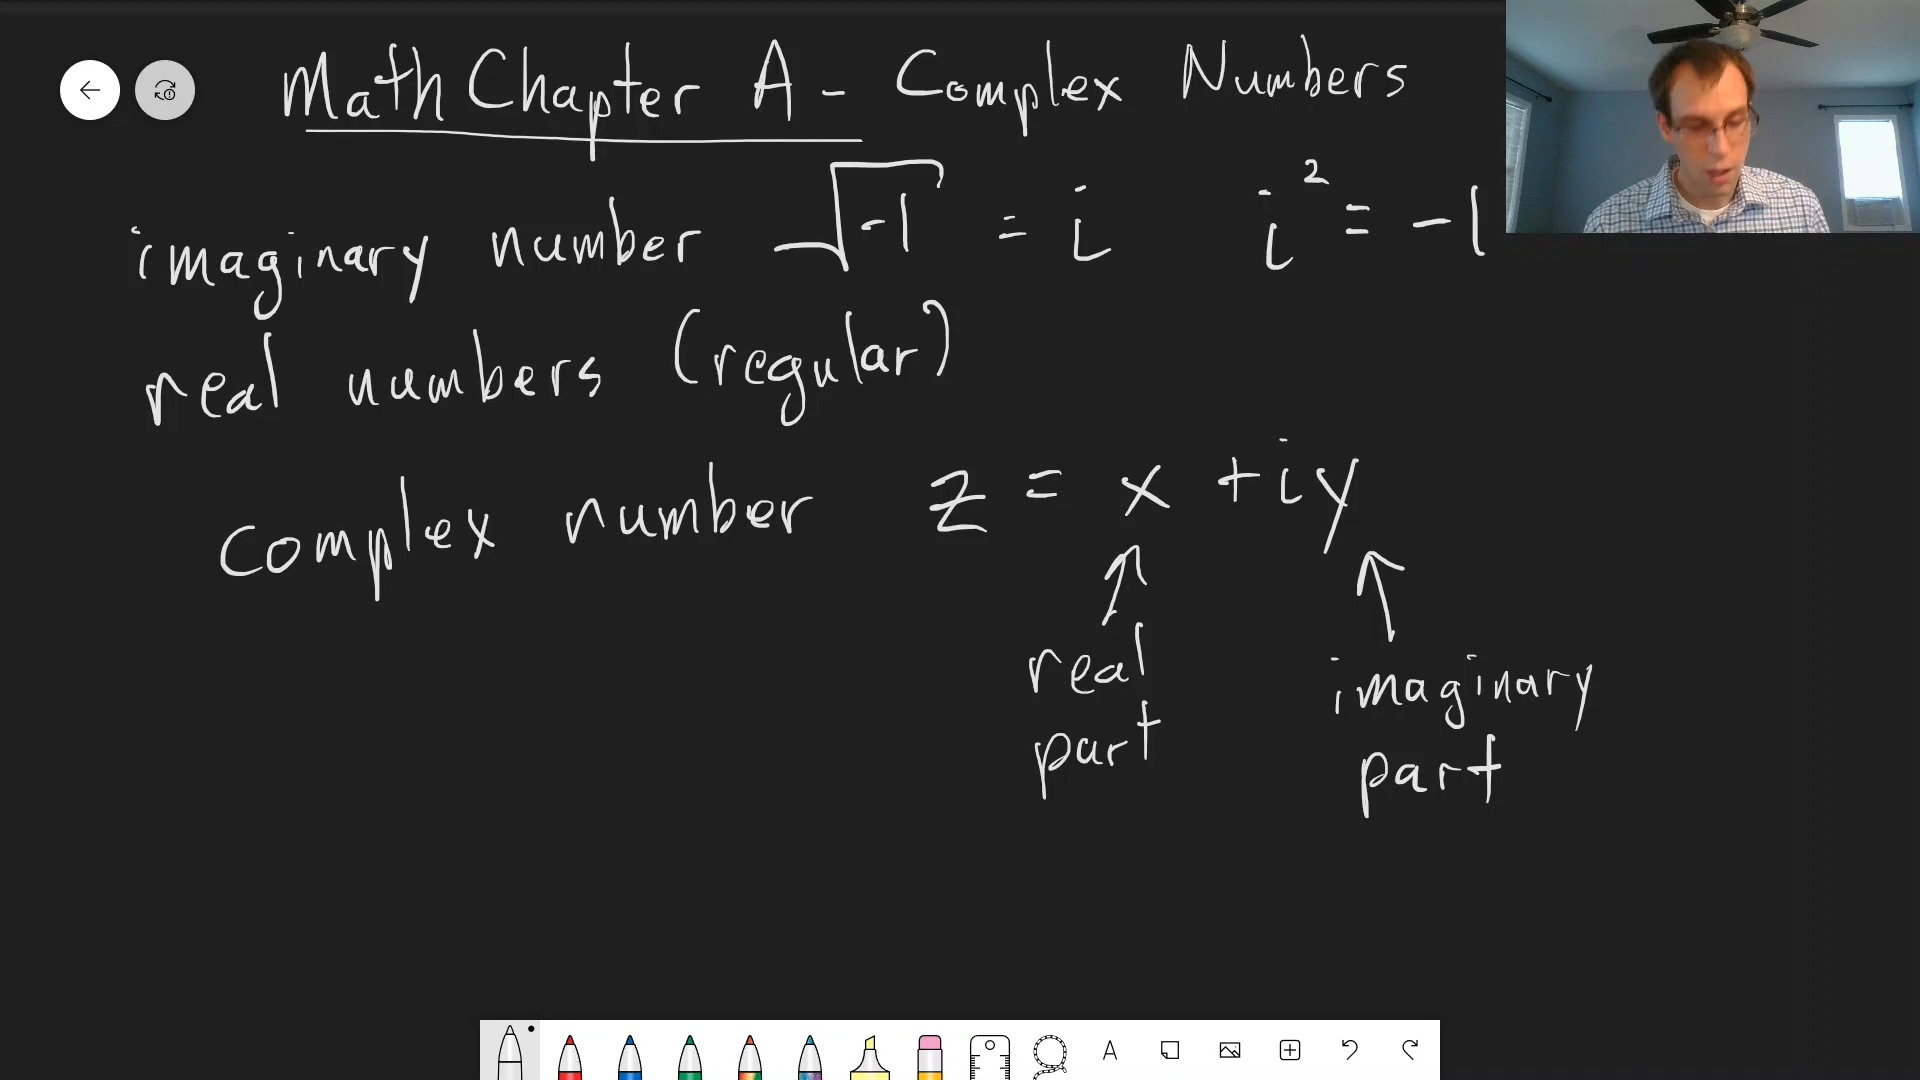 Math Chapter A - Complex Numbers
imaginary number √-1 = i i² = -1
real numbers (regular)
Complex number z = x + iy
real part
imaginary part
A